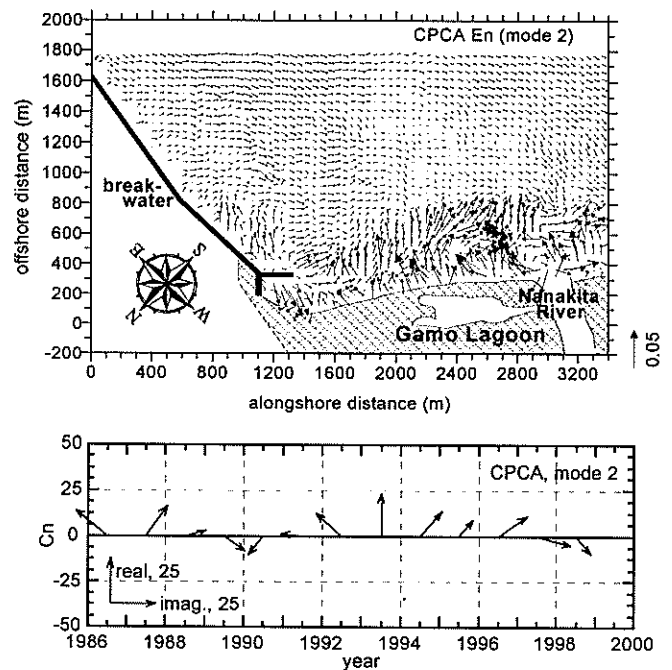 CPCA En (mode 2)
2000
1800
1600
1400
1200
1000
800
600
400
200
0
-200
offshore distance (m)
break-
water
E
S
N
W
Nanakita
River
Gamo Lagoon
0 400 800 1200 1600 2000 2400 2800 3200
alongshore distance (m)
0.05
50
25
0
-25
-50
Cn
CPCA, mode 2
real, 25
imag., 25
1986 1988 1990 1992 1994 1996 1998 2000
year